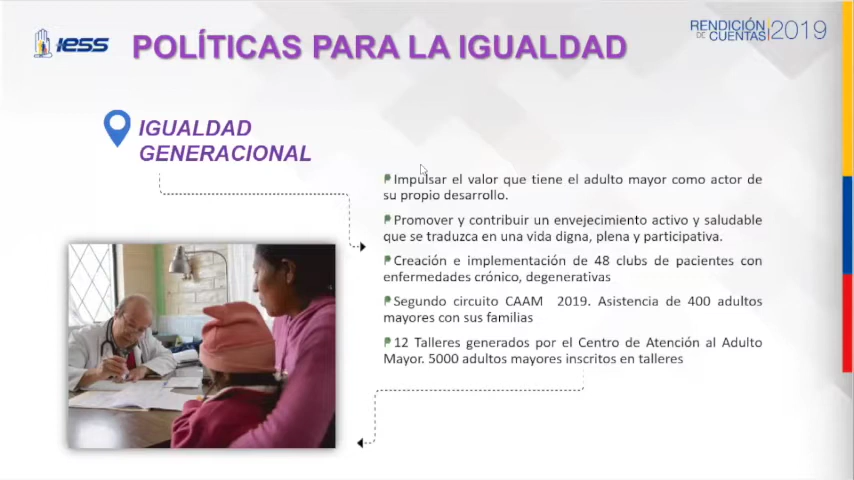 IESS
POLÍTICAS PARA LA IGUALDAD
RENDICIÓN
DE CUENTAS 2019
IGUALDAD
GENERACIONAL
Impulsar el valor que tiene el adulto mayor como actor de
su propio desarrollo.
Promover y contribuir un envejecimiento activo y saludable
que se traduzca en una vida digna, plena y participativa.
Creación e implementación de 48 clubs de pacientes con
enfermedades crónico, degenerativas
Segundo circuito CAAM 2019. Asistencia de 400 adultos
mayores con sus familias
12 Talleres generados por el Centro de Atención al Adulto
Mayor. 5000 adultos mayores inscritos en talleres